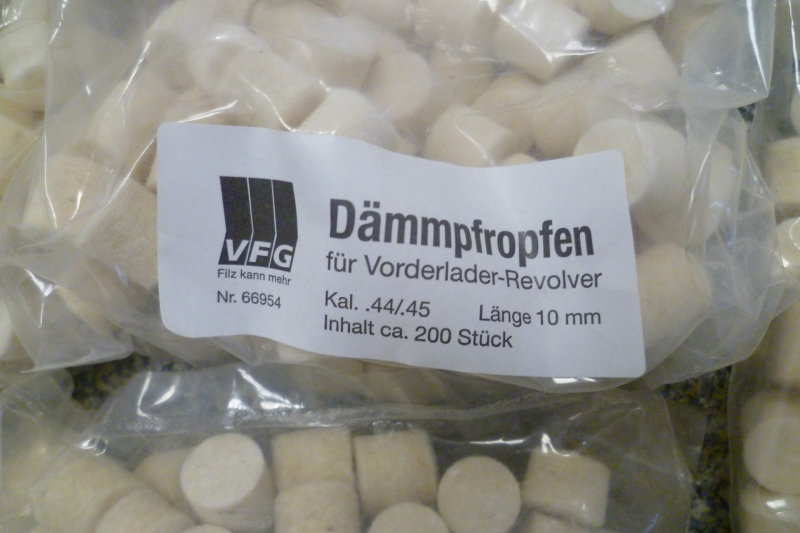 VFG
Filz kann mehr
Nr. 66954
Dämmpfropfen
für Vorderlader-Revolver
Kal. .44/.45 Länge 10 mm
Inhalt ca. 200 Stück